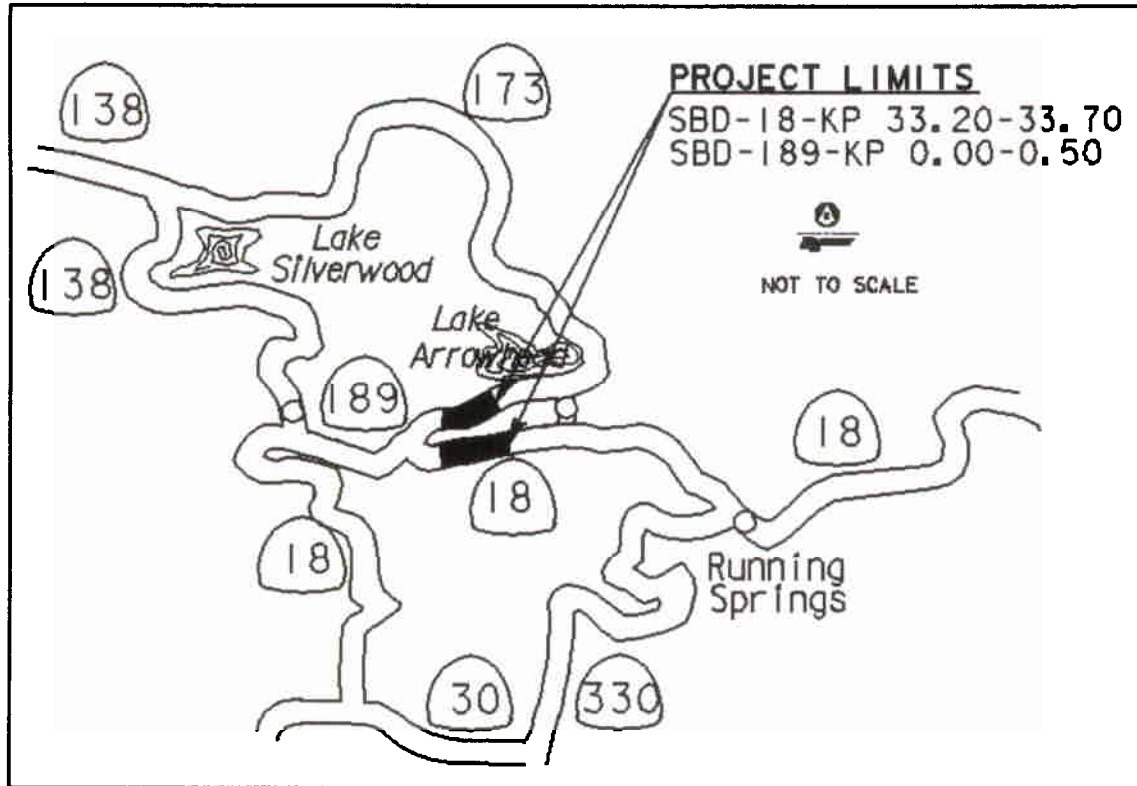 138
173
PROJECT LIMITS
SBD-18-KP 33.20-33.70
SBD-189-KP 0.00-0.50
NOT TO SCALE
138
Lake
Silverwood
Lake
Arrowhead
189
18
18
18
Running
Springs
30
330